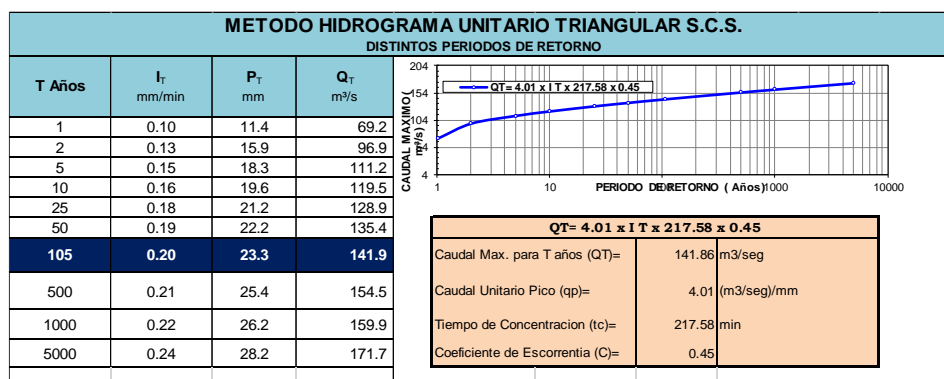 METODO HIDROGRAMA UNITARIO TRIANGULAR S.C.S.
DISTINTOS PERIODOS DE RETORNO
T Años IT mm/min PT mm QT m³/s
1 0.10 11.4 69.2
2 0.13 15.9 96.9
5 0.15 18.3 111.2
10 0.16 19.6 119.5
25 0.18 21.2 128.9
50 0.19 22.2 135.4
105 0.20 23.3 141.9
500 0.21 25.4 154.5
1000 0.22 26.2 159.9
5000 0.24 28.2 171.7
CAUDAL MAXIMO( m³/s)
204
154
104
4
QT= 4.01 x I T x 217.58 x 0.45
1 10 1000 10000
PERIODO DE RETORNO ( Años)
QT= 4.01 x I T x 217.58 x 0.45
Caudal Max. para T años (QT)= 141.86 m3/seg
Caudal Unitario Pico (qp)= 4.01 (m3/seg)/mm
Tiempo de Concentracion (tc)= 217.58 min
Coeficiente de Escorrentia (C)= 0.45